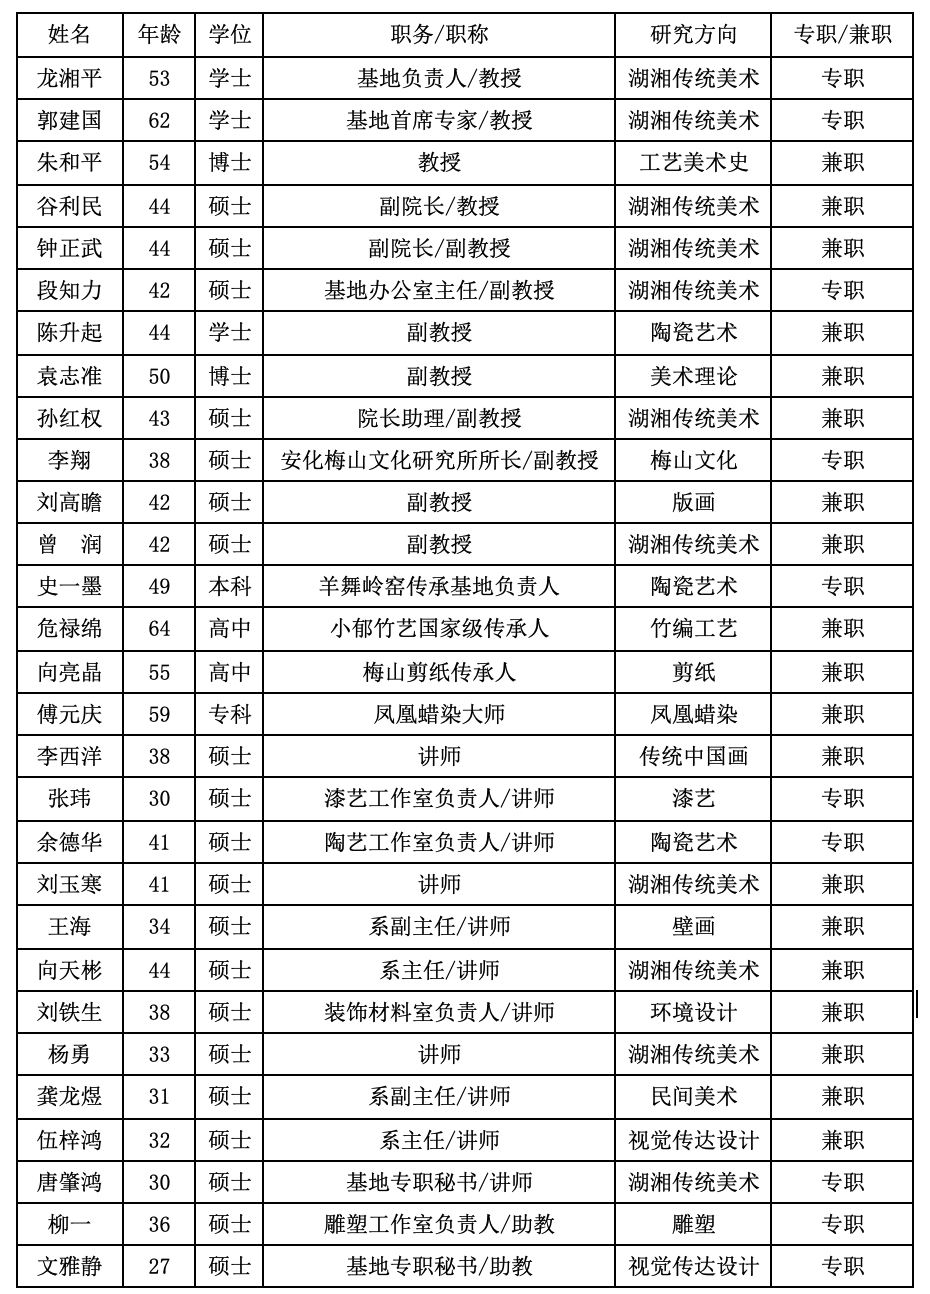 姓名 年龄 学位 职务/职称 研究方向 专职/兼职
龙湘平 53 学士 基地负责人/教授 湖湘传统美术 专职
郭建国 62 学士 基地首席专家/教授 湖湘传统美术 专职
朱和平 54 博士 教授 工艺美术史 兼职
谷利民 44 硕士 副院长/教授 湖湘传统美术 兼职
钟正武 44 硕士 副院长/副教授 湖湘传统美术 兼职
段知力 42 硕士 基地办公室主任/副教授 湖湘传统美术 专职
陈升起 44 学士 副教授 陶瓷艺术 兼职
袁志准 50 博士 副教授 美术理论 兼职
孙红权 43 硕士 院长助理/副教授 湖湘传统美术 兼职
李翔 38 硕士 安化梅山文化研究所所长/副教授 梅山文化 专职
刘高瞻 42 硕士 副教授 版画 兼职
曾　润 42 硕士 副教授 湖湘传统美术 兼职
史一墨 49 本科 羊舞岭窑传承基地负责人 陶瓷艺术 专职
危禄绵 64 高中 小郁竹艺国家级传承人 竹编工艺 兼职
向亮晶 55 高中 梅山剪纸传承人 剪纸 兼职
傅元庆 59 专科 凤凰蜡染大师 凤凰蜡染 兼职
李西洋 38 硕士 讲师 传统中国画 兼职
张玮 30 硕士 漆艺工作室负责人/讲师 漆艺 专职
余德华 41 硕士 陶艺工作室负责人/讲师 陶瓷艺术 专职
刘玉寒 41 硕士 讲师 湖湘传统美术 兼职
王海 34 硕士 系副主任/讲师 壁画 兼职
向天彬 44 硕士 系主任/讲师 湖湘传统美术 兼职
刘铁生 38 硕士 装饰材料室负责人/讲师 环境设计 兼职
杨勇 33 硕士 讲师 湖湘传统美术 兼职
龚龙煜 31 硕士 系副主任/讲师 民间美术 兼职
伍梓鸿 32 硕士 系主任/讲师 视觉传达设计 兼职
唐肇鸿 30 硕士 基地专职秘书/讲师 湖湘传统美术 专职
柳一 36 硕士 雕塑工作室负责人/助教 雕塑 专职
文雅静 27 硕士 基地专职秘书/助教 视觉传达设计 专职